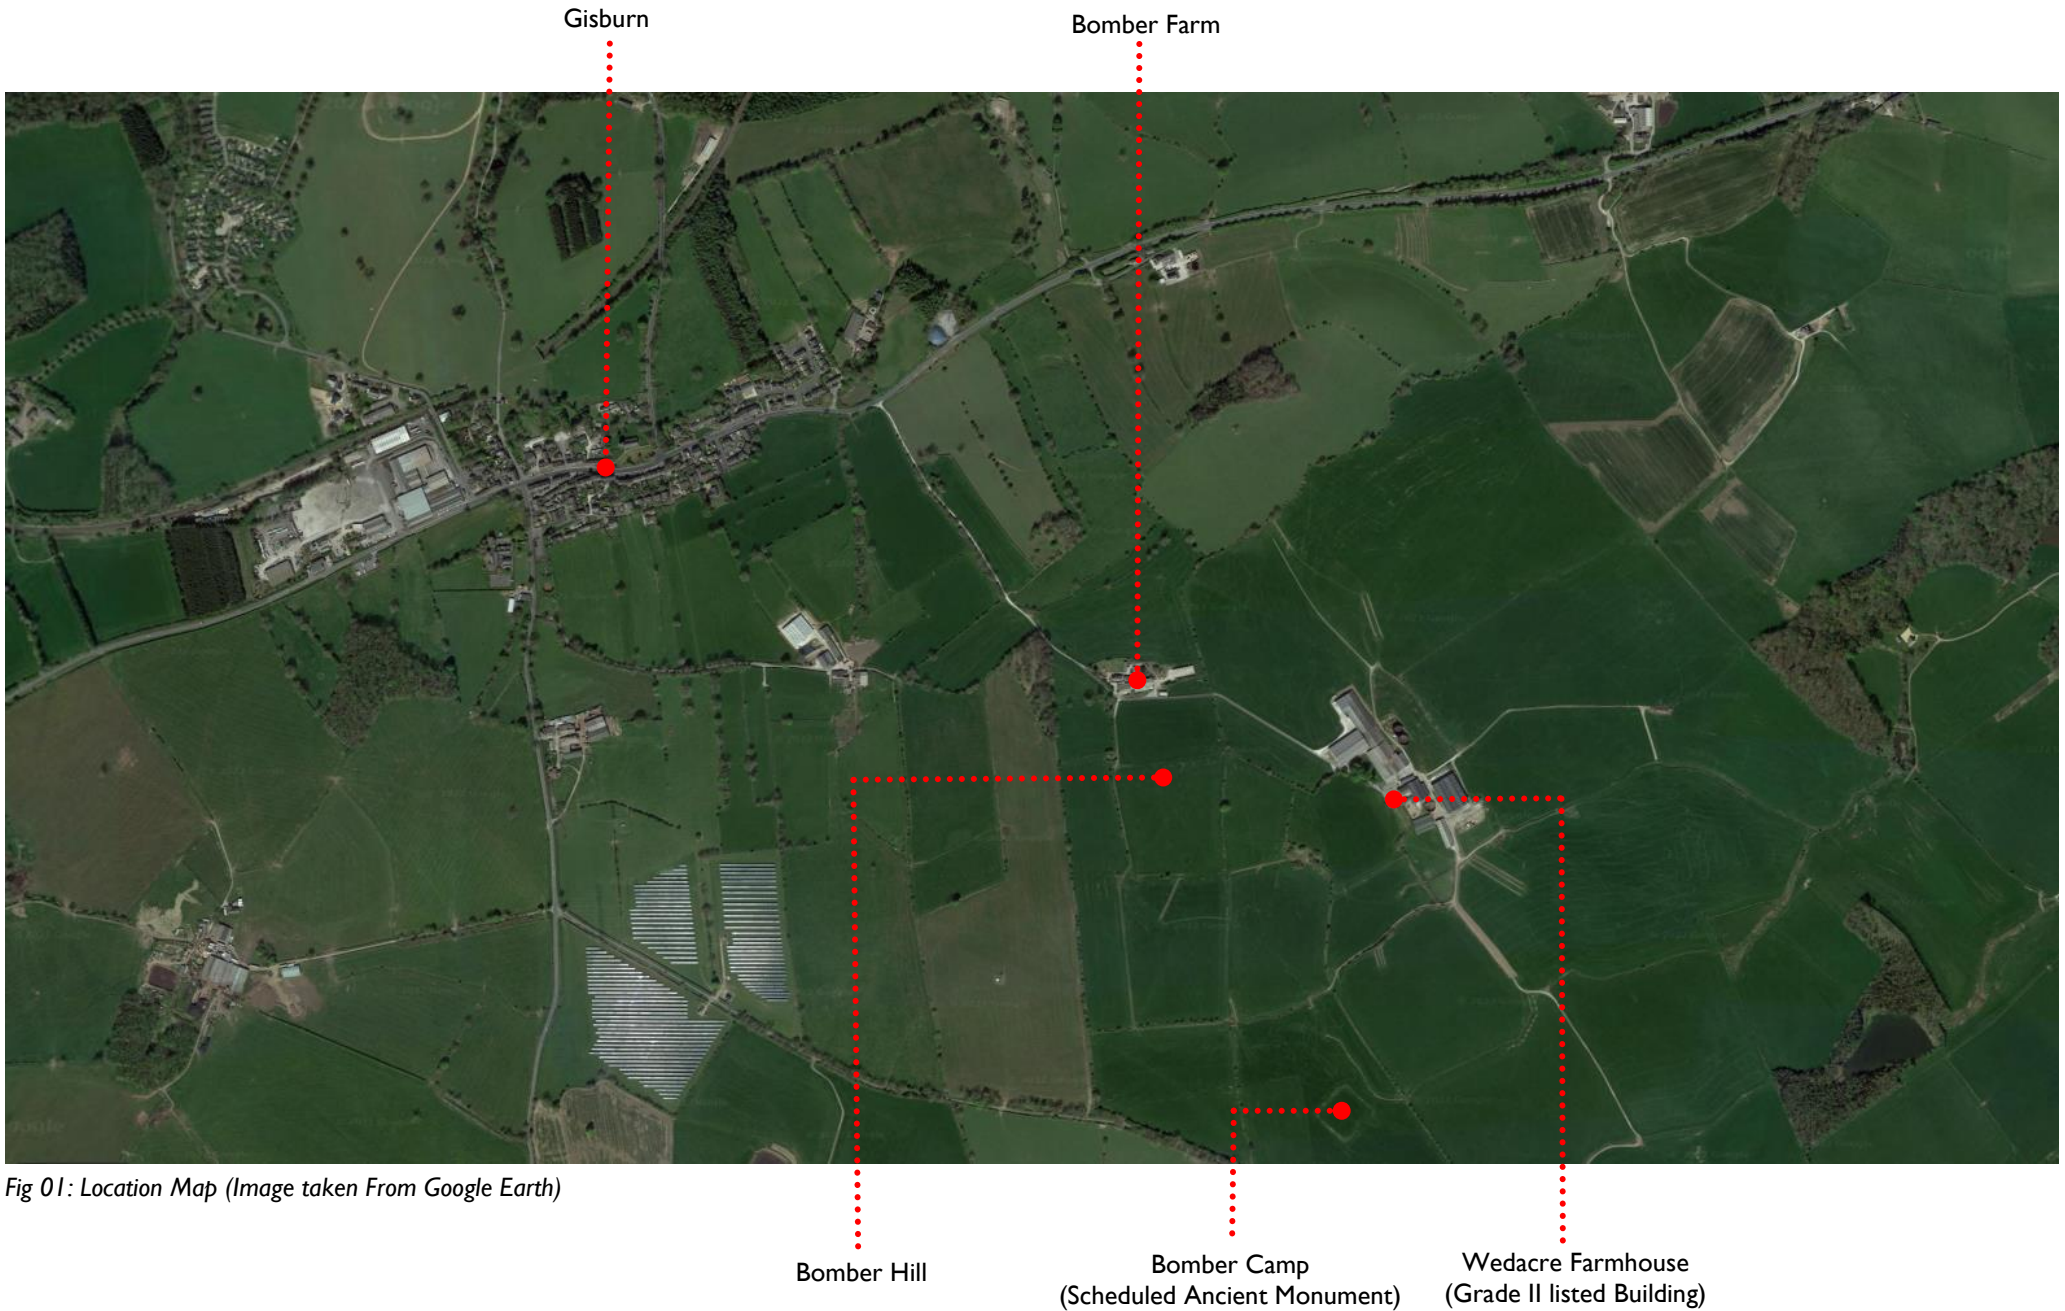 Gisburn
Bomber Farm
Fig 01: Location Map (Image taken From Google Earth)
Bomber Hill
Bomber Camp
(Scheduled Ancient Monument)
Wedacre Farmhouse
(Grade II listed Building)